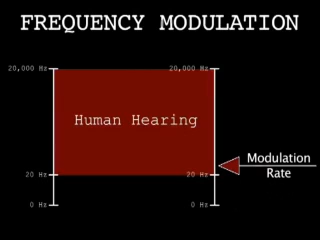 FREQUENCY MODULATION
20,000 Hz
20,000 Hz
Human Hearing
Modulation
Rate
20 Hz
20 Hz
0 Hz
0 Hz